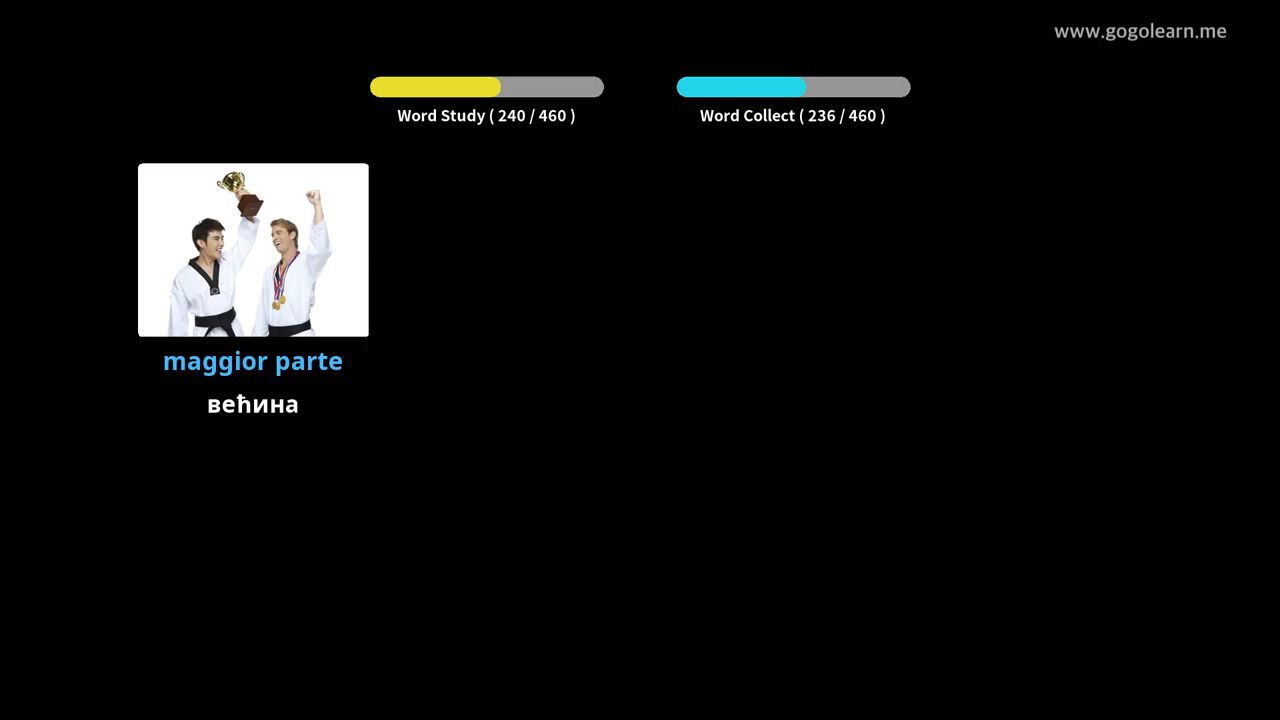 www.gogolearn.me
Word Study ( 240 / 460 )
Word Collect ( 236 / 460 )
maggior parte
већина